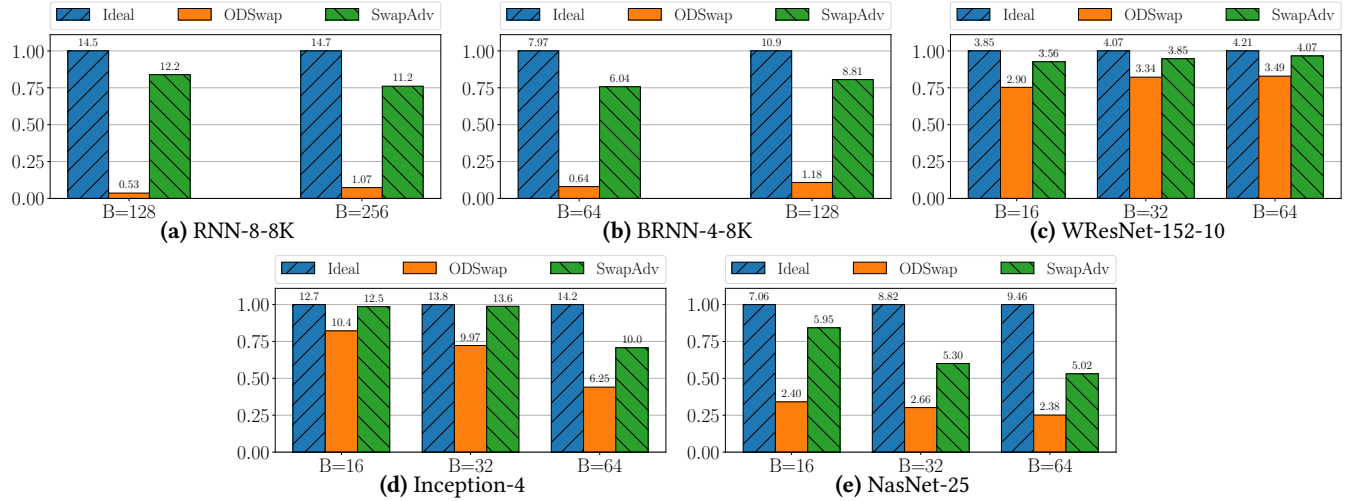 Ideal ODSwap SwapAdv
14.5 14.7
1.00
12.2
11.2
0.75
0.50
0.25
0.53 1.07
0.00
B=128 B=256
(a) RNN-8-8K
Ideal ODSwap SwapAdv
7.97 10.9
1.00
6.04 8.81
0.75
0.50
0.25
0.64 1.18
0.00
B=64 B=128
(b) BRNN-4-8K
Ideal ODSwap SwapAdv
3.85 3.56 4.07 3.85 4.21 4.07
1.00
2.90 3.34 3.49
0.75
0.50
0.25
0.00
B=16 B=32 B=64
(c) WResNet-152-10
Ideal ODSwap SwapAdv
12.7 12.5 13.8 13.6 14.2
1.00
10.4 9.97 10.0
0.75
6.25
0.50
0.25
0.00
B=16 B=32 B=64
(d) Inception-4
Ideal ODSwap SwapAdv
7.06 8.82 9.46
1.00
5.95
0.75
5.30 5.02
0.50
2.40 2.66 2.38
0.25
0.00
B=16 B=32 B=64
(e) NasNet-25